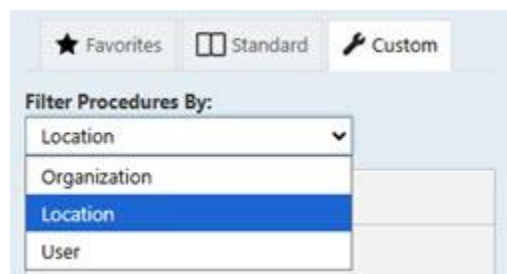 Favorites Standard Custom
Filter Procedures By:
Location
Organization
Location
User